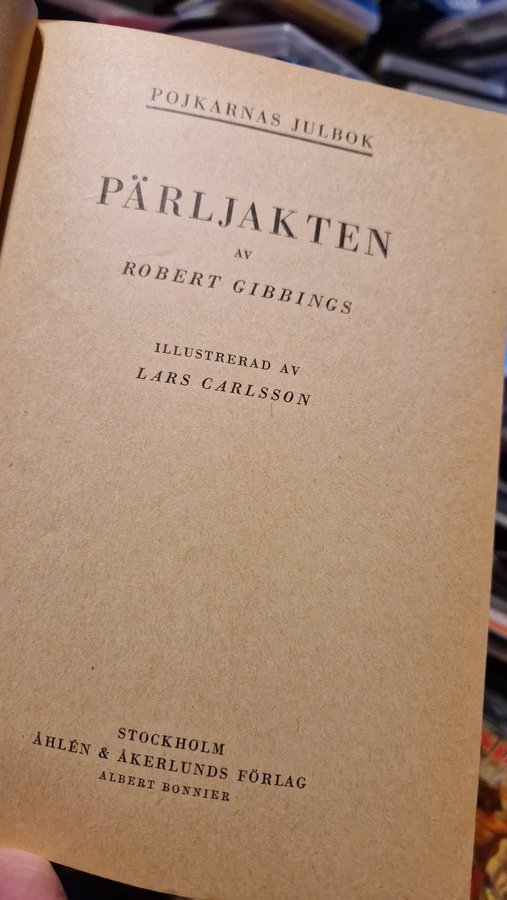 POJKARNAS JULBOK
PÄRLJAKTEN
AV
ROBERT GIBBINGS
ILLUSTRERAD AV
LARS CARLSSON
STOCKHOLM
ÅHLÉN & ÅKERLUNDS FÖRLAG
ALBERT BONNIER